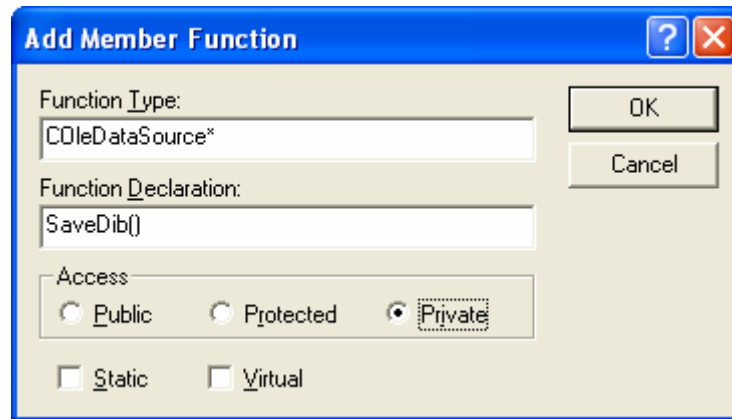 Add Member Function
Function Type:
OK
COleDataSource*
Cancel
Function Declaration:
SaveDib()
Access
Public Protected Private
Static Virtual